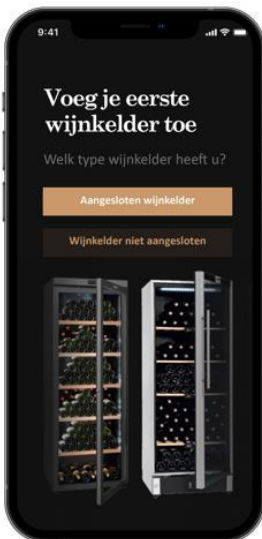 9:41
Voeg je eerste
wijnkelder toe
Welk type wijnkelder heeft u?
Aangesloten wijnkelder
Wijnkelder niet aangesloten